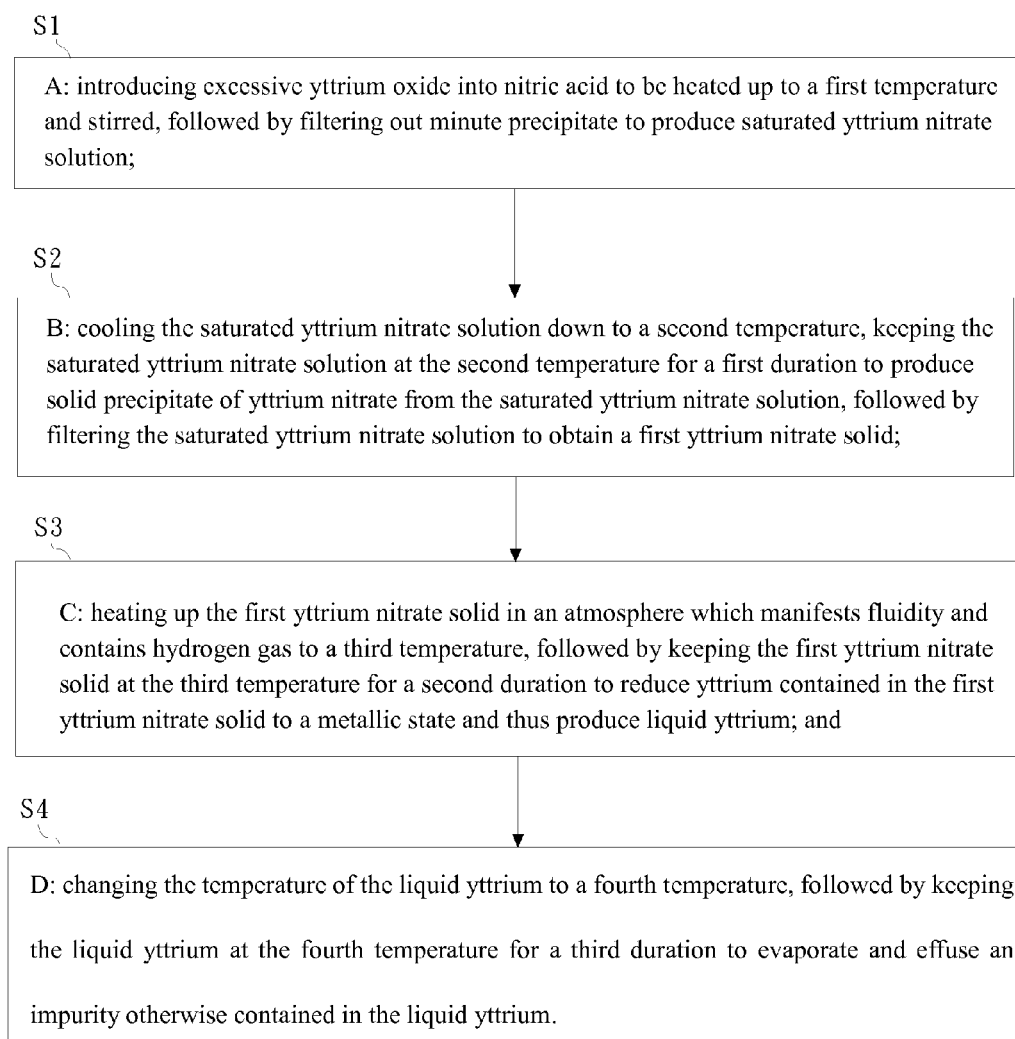 S1
A: introducing excessive yttrium oxide into nitric acid to be heated up to a first temperature
and stirred, followed by filtering out minute precipitate to produce saturated yttrium nitrate
solution;
S2
B: cooling the saturated yttrium nitrate solution down to a second temperature, keeping the
saturated yttrium nitrate solution at the second temperature for a first duration to produce
solid precipitate of yttrium nitrate from the saturated yttrium nitrate solution, followed by
filtering the saturated yttrium nitrate solution to obtain a first yttrium nitrate solid;
S3
C: heating up the first yttrium nitrate solid in an atmosphere which manifests fluidity and
contains hydrogen gas to a third temperature, followed by keeping the first yttrium nitrate
solid at the third temperature for a second duration to reduce yttrium contained in the first
yttrium nitrate solid to a metallic state and thus produce liquid yttrium; and
S4
D: changing the temperature of the liquid yttrium to a fourth temperature, followed by keeping
the liquid yttrium at the fourth temperature for a third duration to evaporate and effuse an
impurity otherwise contained in the liquid yttrium.